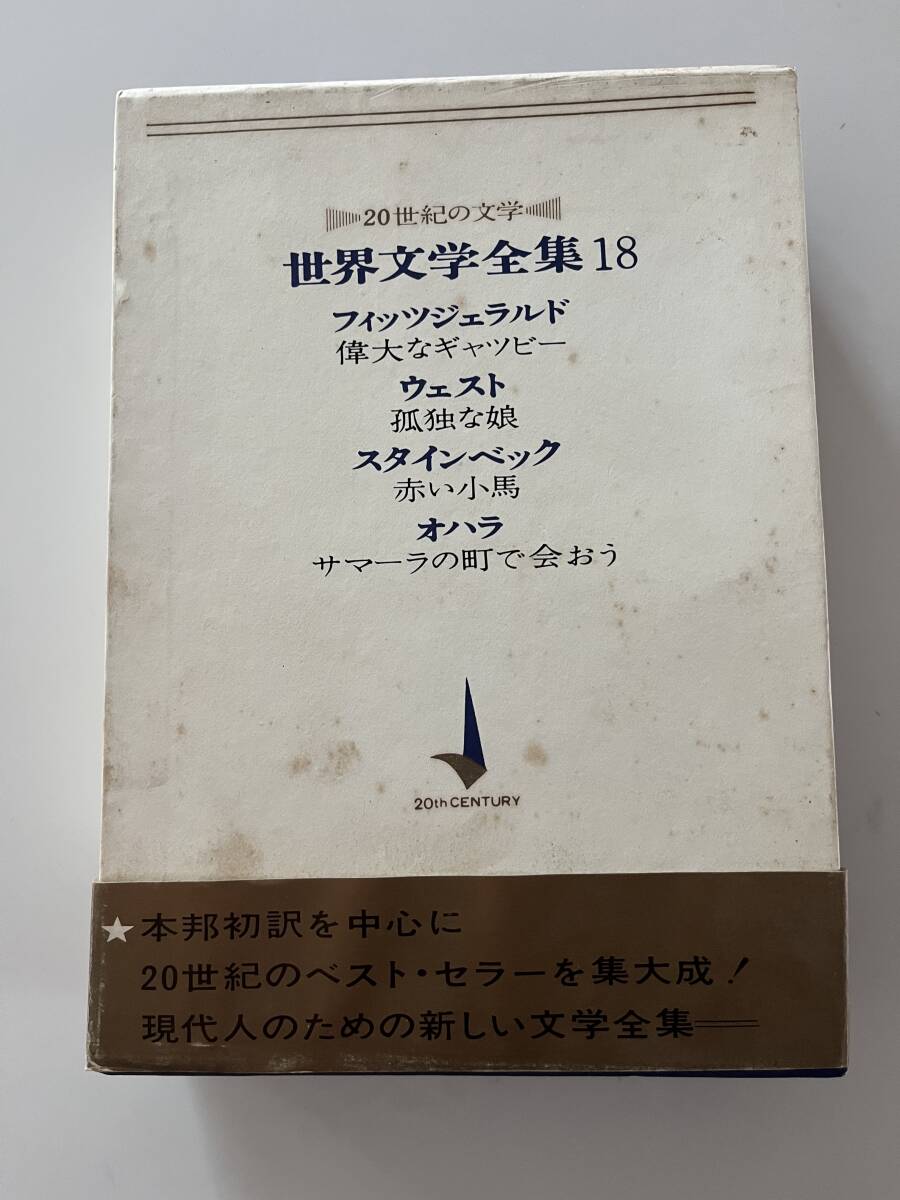 20世紀の文学
世界文学全集18
フィッツジェラルド
偉大なギャツビー
ウェスト
孤独な娘
スタインベック
赤い小馬
オハラ
サマーラの町で会おう
20th CENTURY
★本邦初訳を中心に
20世紀のベスト・セラーを集大成!
現代人のための新しい文学全集──